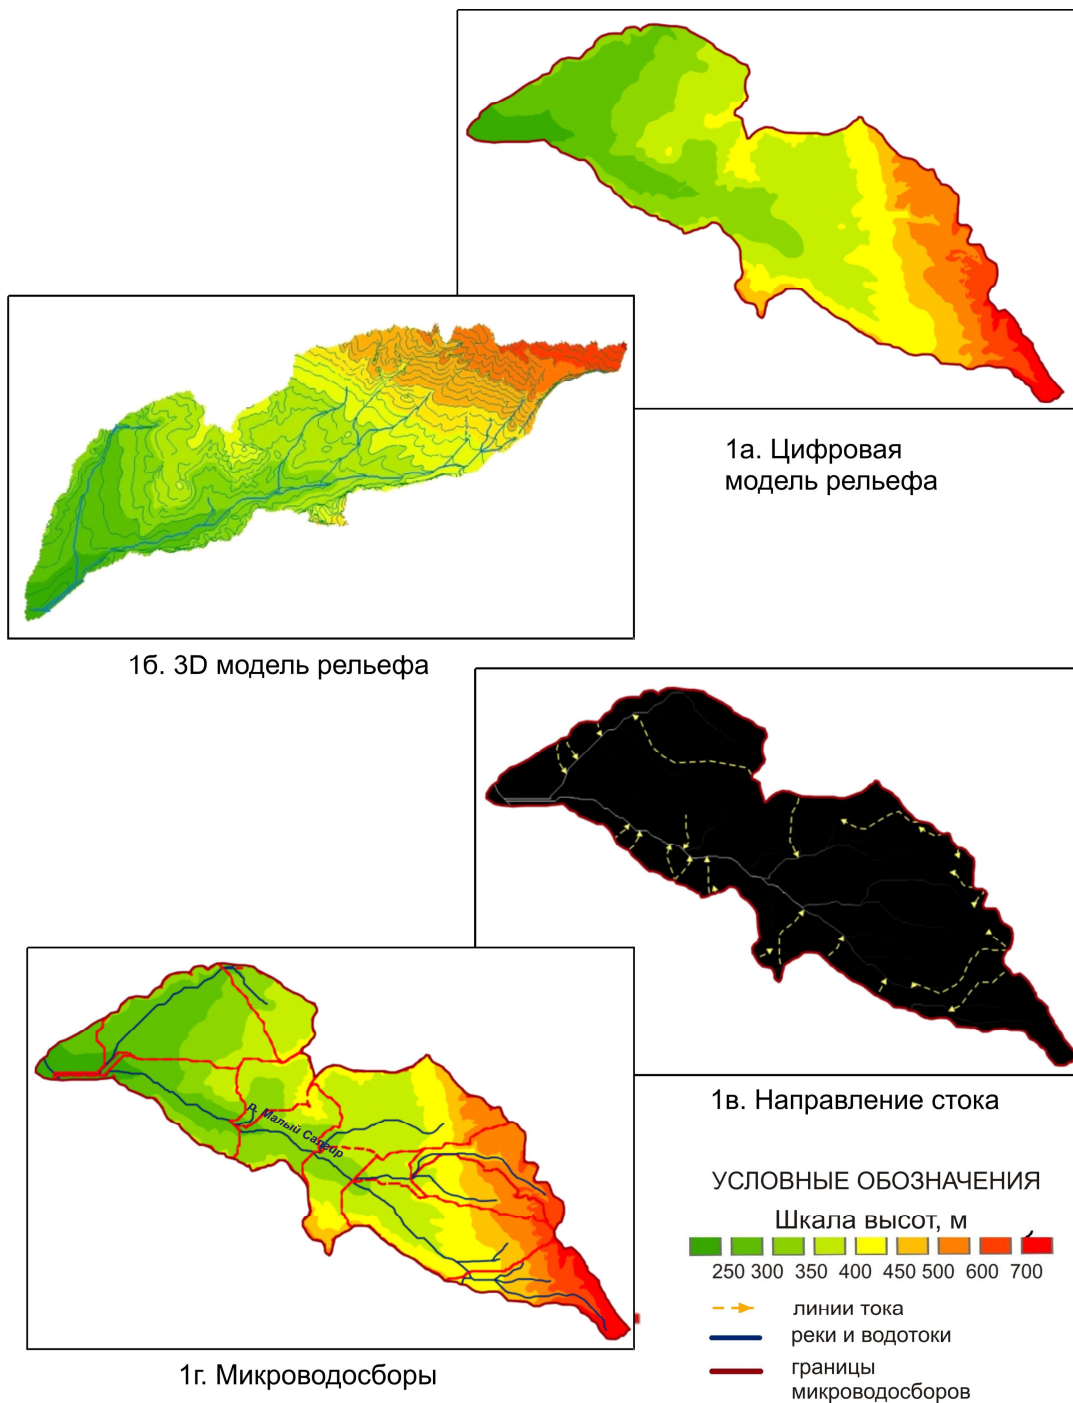 1а. Цифровая
модель рельефа
1б. 3D модель рельефа
1в. Направление стока
р. Малый Салгир
1г. Микроводосборы
УСЛОВНЫЕ ОБОЗНАЧЕНИЯ
Шкала высот, м
250 300 350 400 450 500 600 700
линии тока
реки и водотоки
границы
микроводосборов